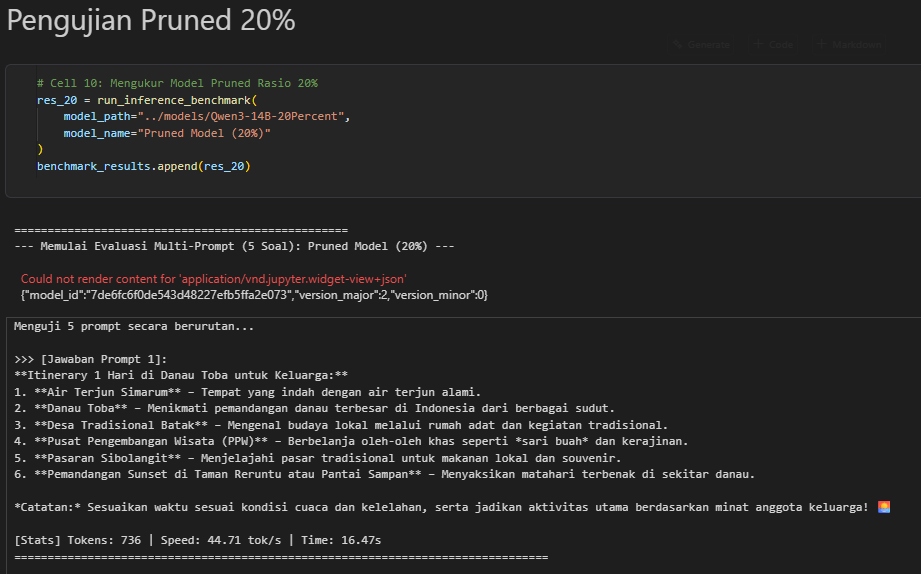 Pengujian Pruned 20%
Generate + Code + Markdown
# Cell 10: Mengukur Model Pruned Rasio 20%
res_20 = run_inference_benchmark(
    model_path="../models/Qwen3-14B-20Percent",
    model_name="Pruned Model (20%)"
)
benchmark_results.append(res_20)
==================================================
--- Memulai Evaluasi Multi-Prompt (5 Soal): Pruned Model (20%) ---
Could not render content for 'application/vnd.jupyter.widget-view+json'
{"model_id":"7de6fc6f0de543d48227efb5ffa2e073","version_major":2,"version_minor":0}
Menguji 5 prompt secara berurutan...
>>> [Jawaban Prompt 1]:
**Itinerary 1 Hari di Danau Toba untuk Keluarga:**
1. **Air Terjun Simarum** – Tempat yang indah dengan air terjun alami.
2. **Danau Toba** – Menikmati pemandangan danau terbesar di Indonesia dari berbagai sudut.
3. **Desa Tradisional Batak** – Mengenal budaya lokal melalui rumah adat dan kegiatan tradisional.
4. **Pusat Pengembangan Wisata (PPW)** – Berbelanja oleh-oleh khas seperti *sari buah* dan kerajinan.
5. **Pasaran Sibolangit** – Menjelajahi pasar tradisional untuk makanan lokal dan souvenir.
6. **Pemandangan Sunset di Taman Reruntu atau Pantai Sampan** – Menyaksikan matahari terbenak di sekitar danau.
*Catatan:* Sesuaikan waktu sesuai kondisi cuaca dan kelelahan, serta jadikan aktivitas utama berdasarkan minat anggota keluarga! 🌅
[Stats] Tokens: 736 | Speed: 44.71 tok/s | Time: 16.47s
================================================================================